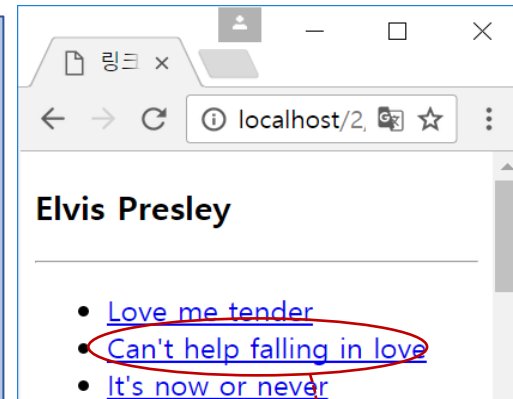 링크
localhost/2,
Elvis Presley
Love me tender
Can't help falling in love
It's now or never